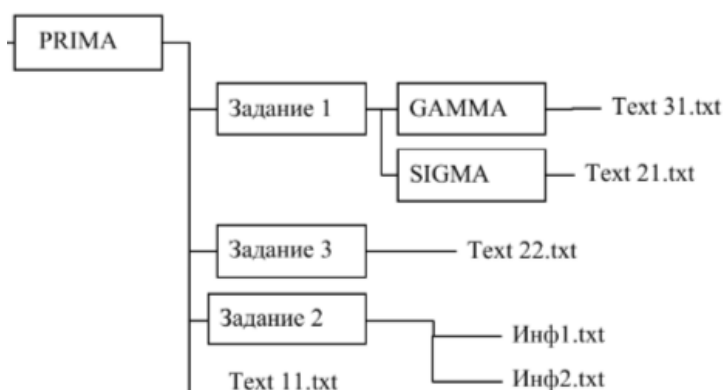 PRIMA
Задание 1
GAMMA
Text 31.txt
SIGMA
Text 21.txt
Задание 3
Text 22.txt
Задание 2
Инф1.txt
Инф2.txt
Text 11.txt